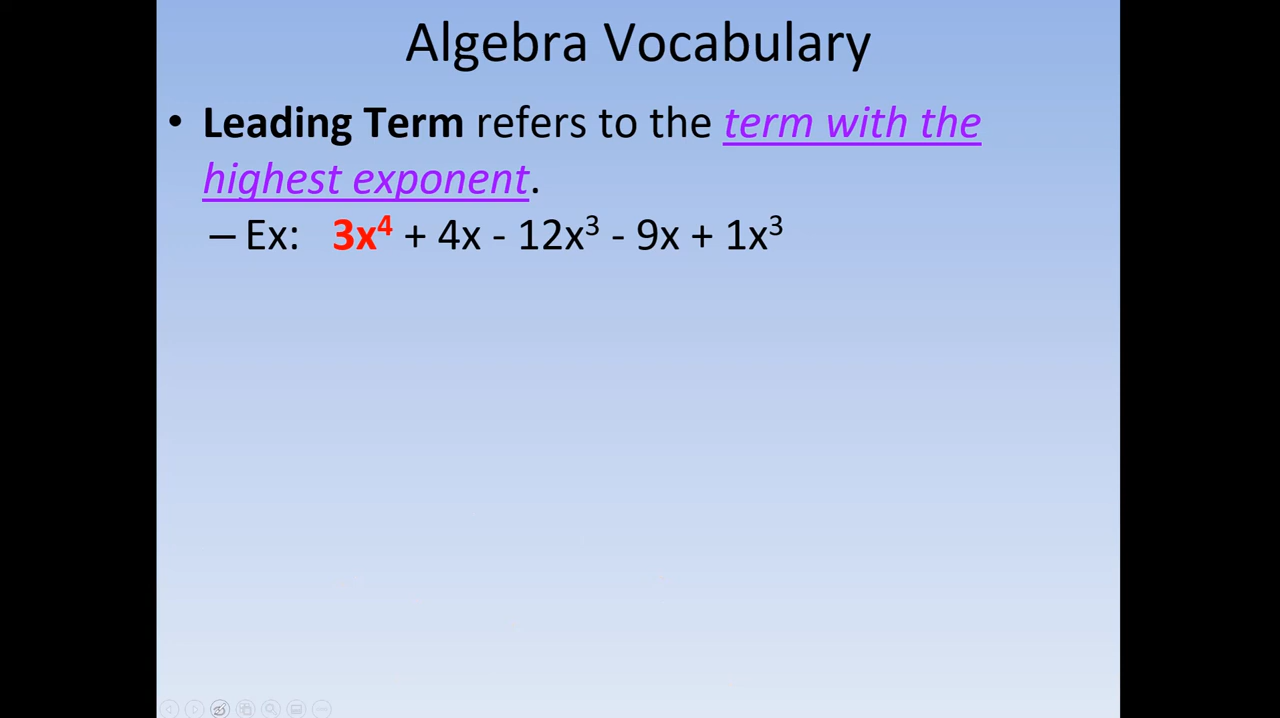 Algebra Vocabulary
• Leading Term refers to the term with the
highest exponent.
– Ex: 3x⁴ + 4x - 12x³ - 9x + 1x³